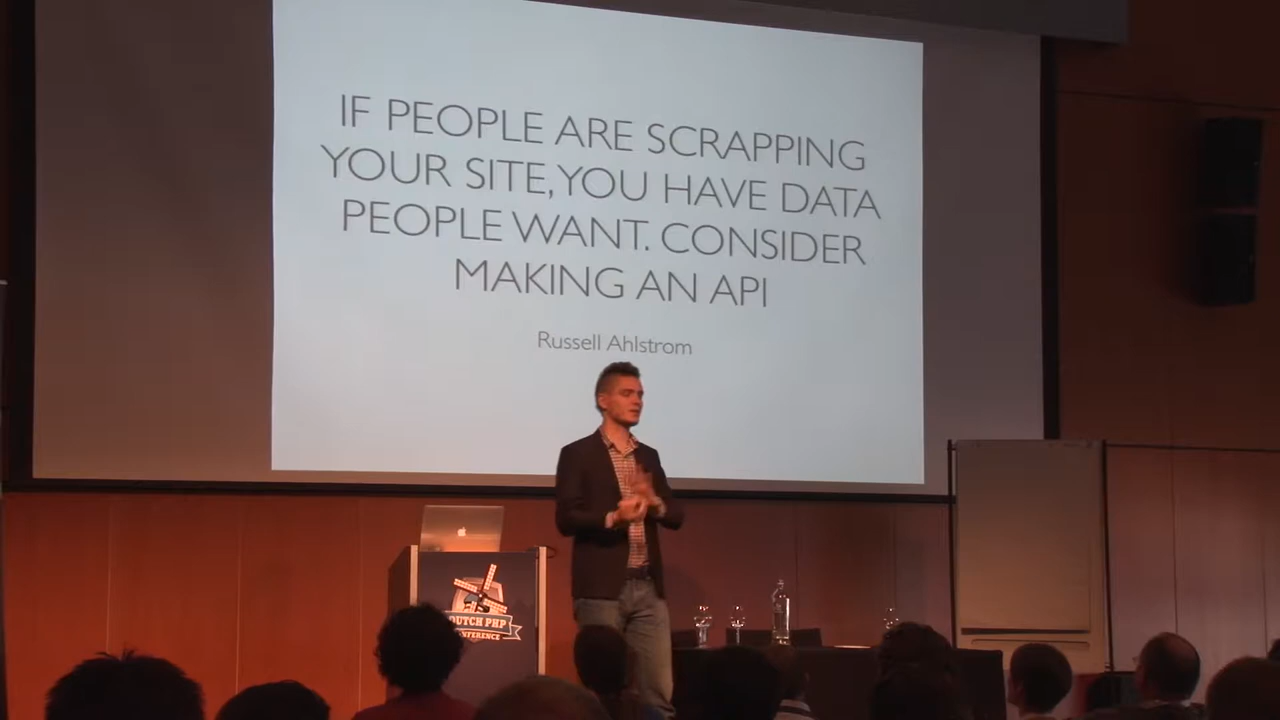 IF PEOPLE ARE SCRAPPING
YOUR SITE, YOU HAVE DATA
PEOPLE WANT. CONSIDER
MAKING AN API
Russell Ahlstrom
DUTCH PHP
CONFERENCE